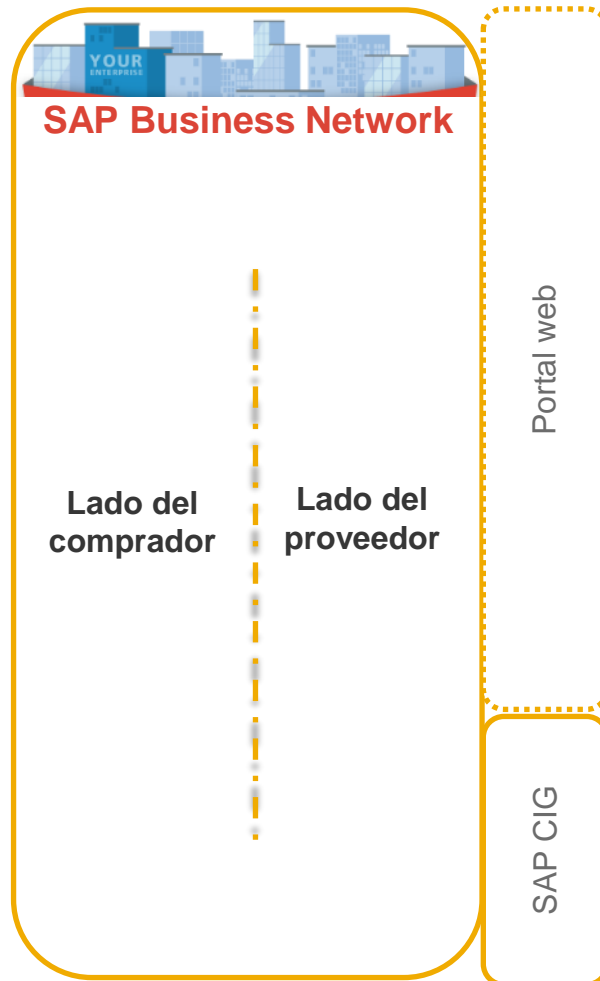 YOUR
ENTERPRISE
SAP Business Network
Lado del
comprador
Lado del
proveedor
Portal web
SAP CIG